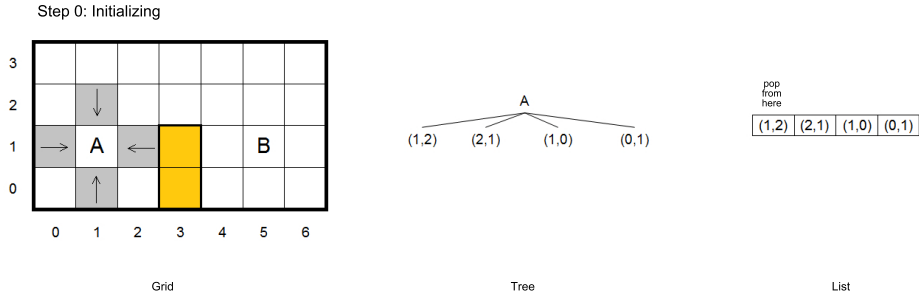 Step 0: Initializing
3
2
1
0
A
B
0 1 2 3 4 5 6
Grid
A
(1,2) (2,1) (1,0) (0,1)
Tree
pop
from
here
(1,2) (2,1) (1,0) (0,1)
List